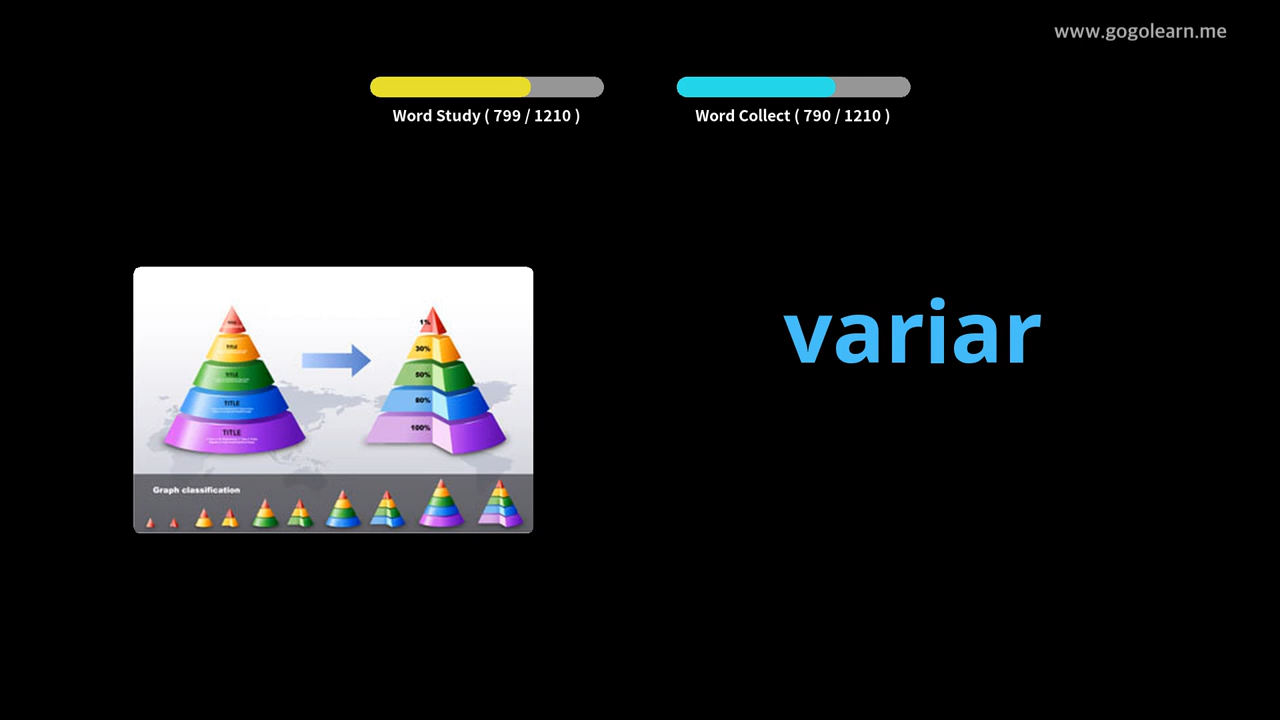 www.gogolearn.me
Word Study ( 799 / 1210 )
Word Collect ( 790 / 1210 )
variar
1%
TITLE
30%
TITLE
50%
TITLE
80%
TITLE
100%
Graph classification